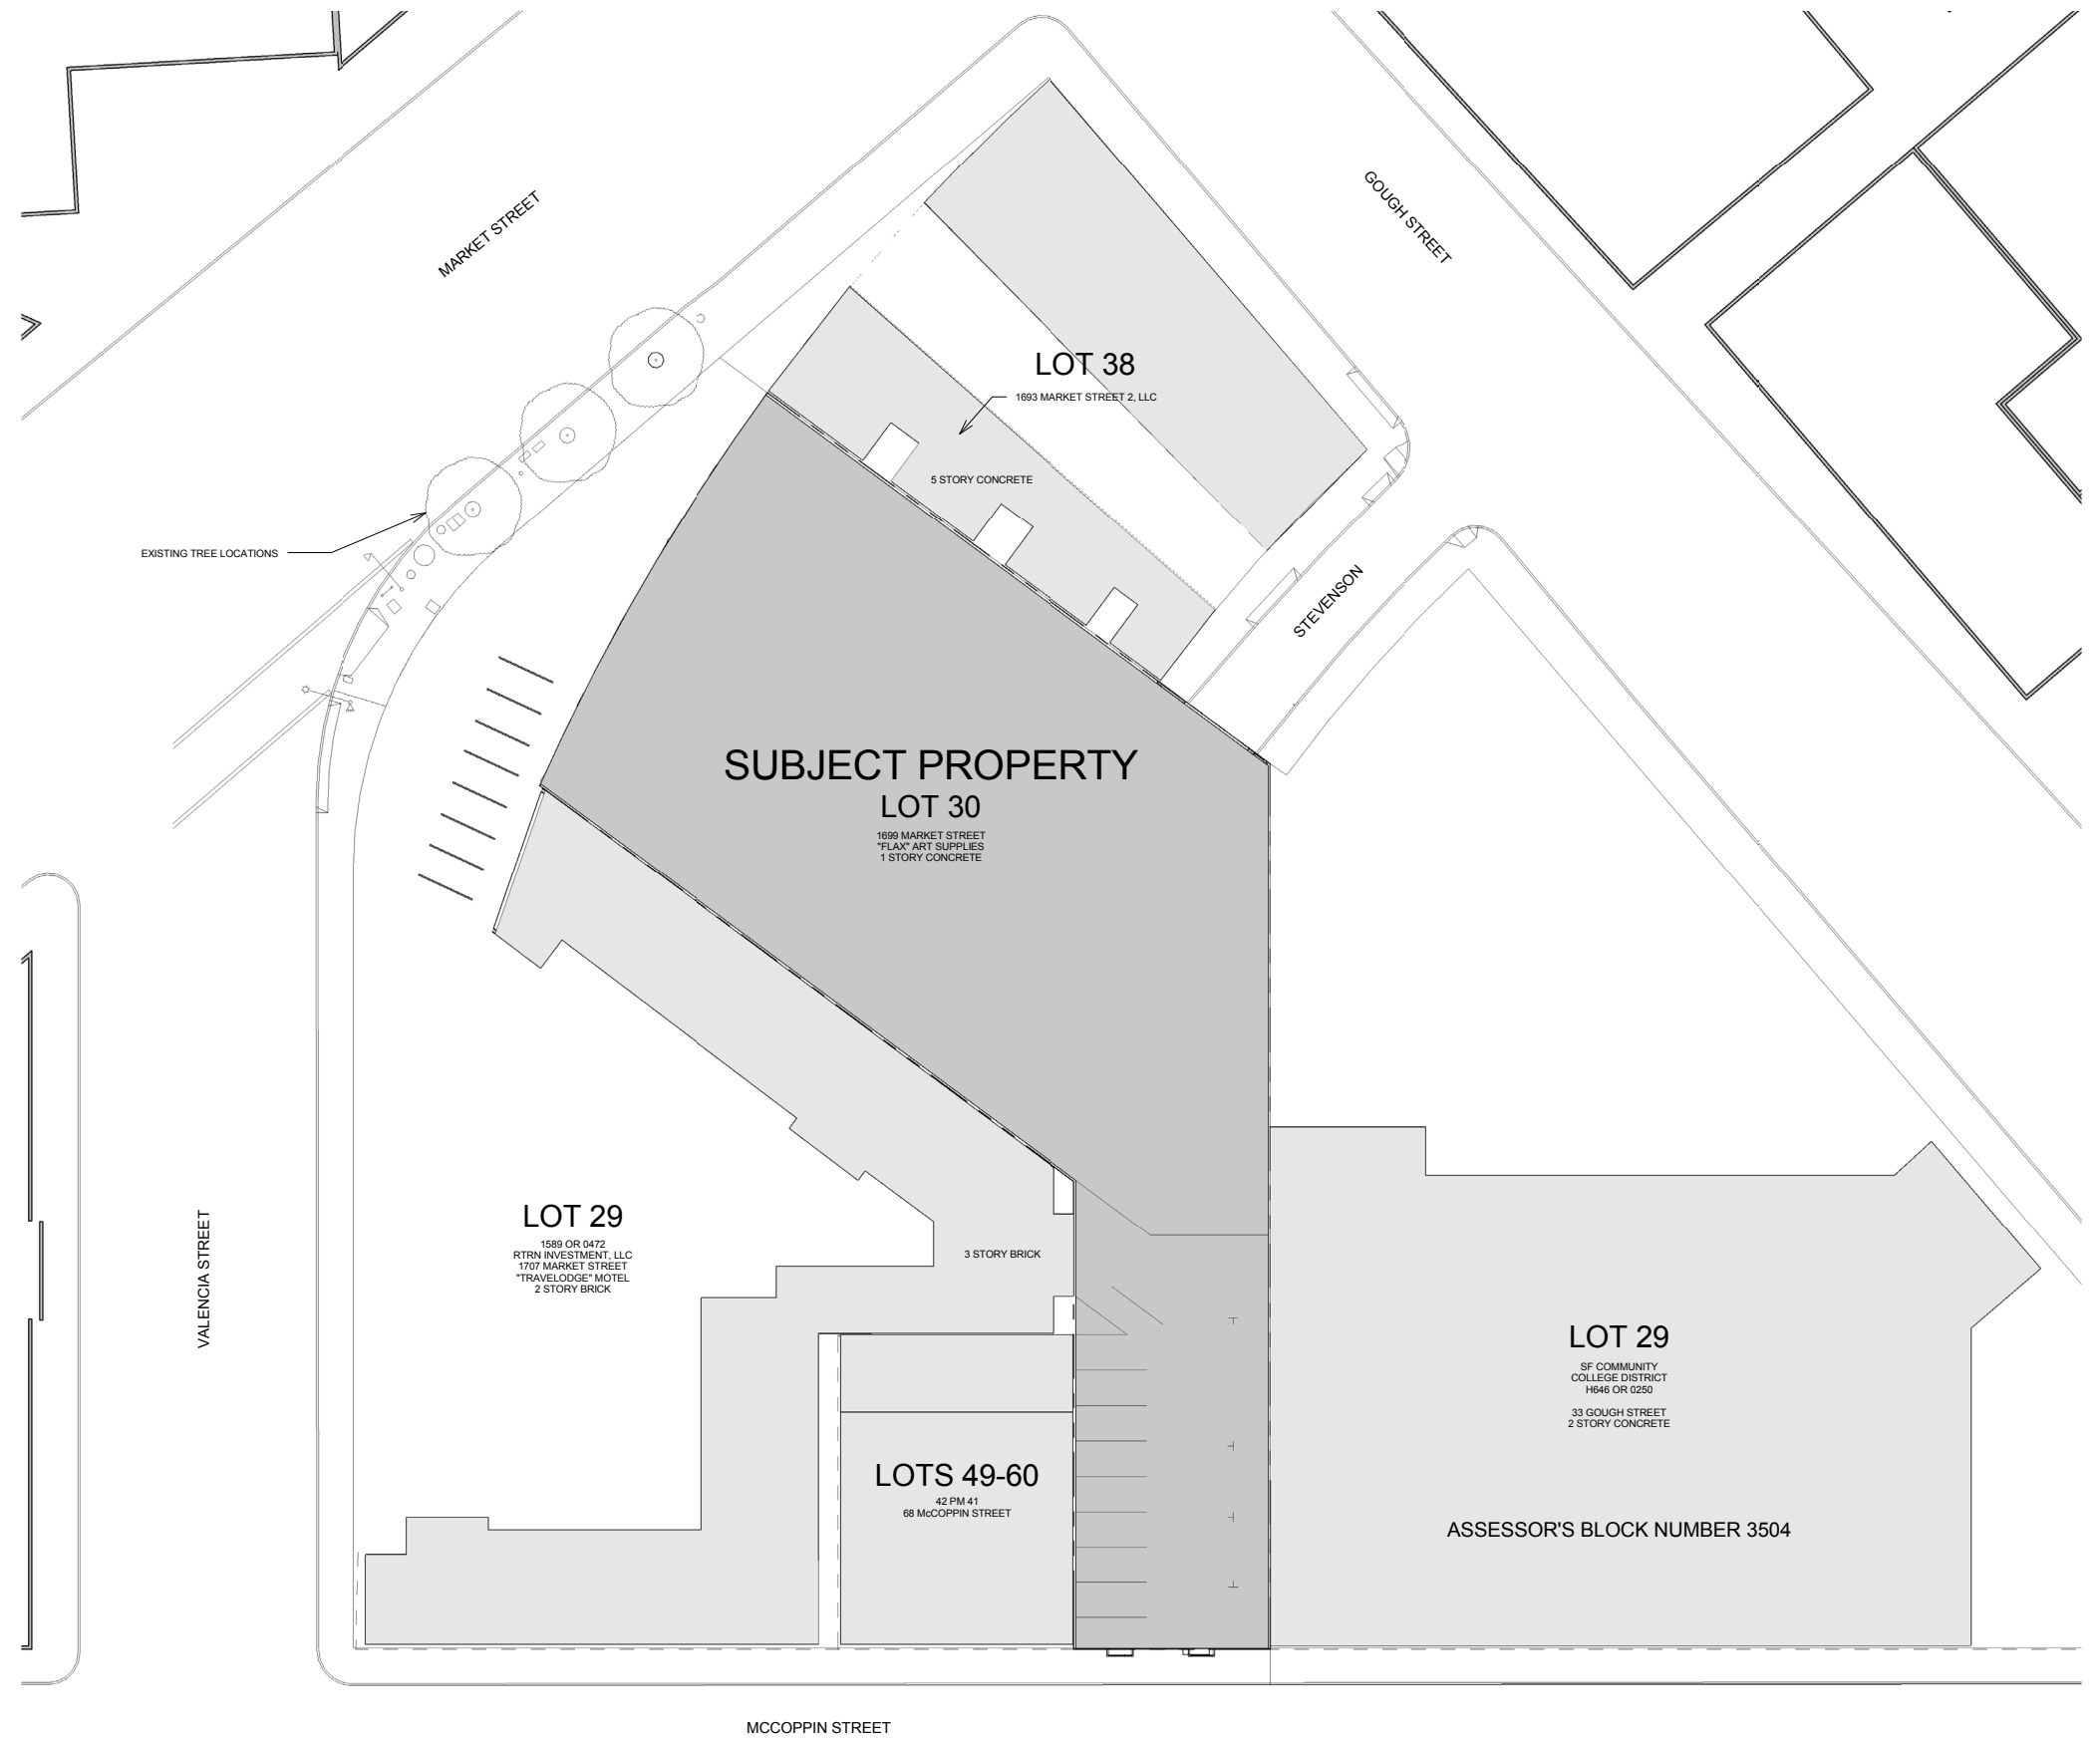 MARKET STREET
GOUGH STREET
LOT 38
1693 MARKET STREET 2, LLC
5 STORY CONCRETE
EXISTING TREE LOCATIONS
STEVENSON
SUBJECT PROPERTY
LOT 30
1699 MARKET STREET
"FLAX" ART SUPPLIES
1 STORY CONCRETE
VALENCIA STREET
LOT 29
1589 OR 0472
RTRN INVESTMENT, LLC
1707 MARKET STREET
"TRAVELODGE" MOTEL
2 STORY BRICK
3 STORY BRICK
LOT 29
SF COMMUNITY
COLLEGE DISTRICT
H646 OR 0250
33 GOUGH STREET
2 STORY CONCRETE
LOTS 49-60
42 PM 41
68 McCOPPIN STREET
ASSESSOR'S BLOCK NUMBER 3504
MCCOPPIN STREET